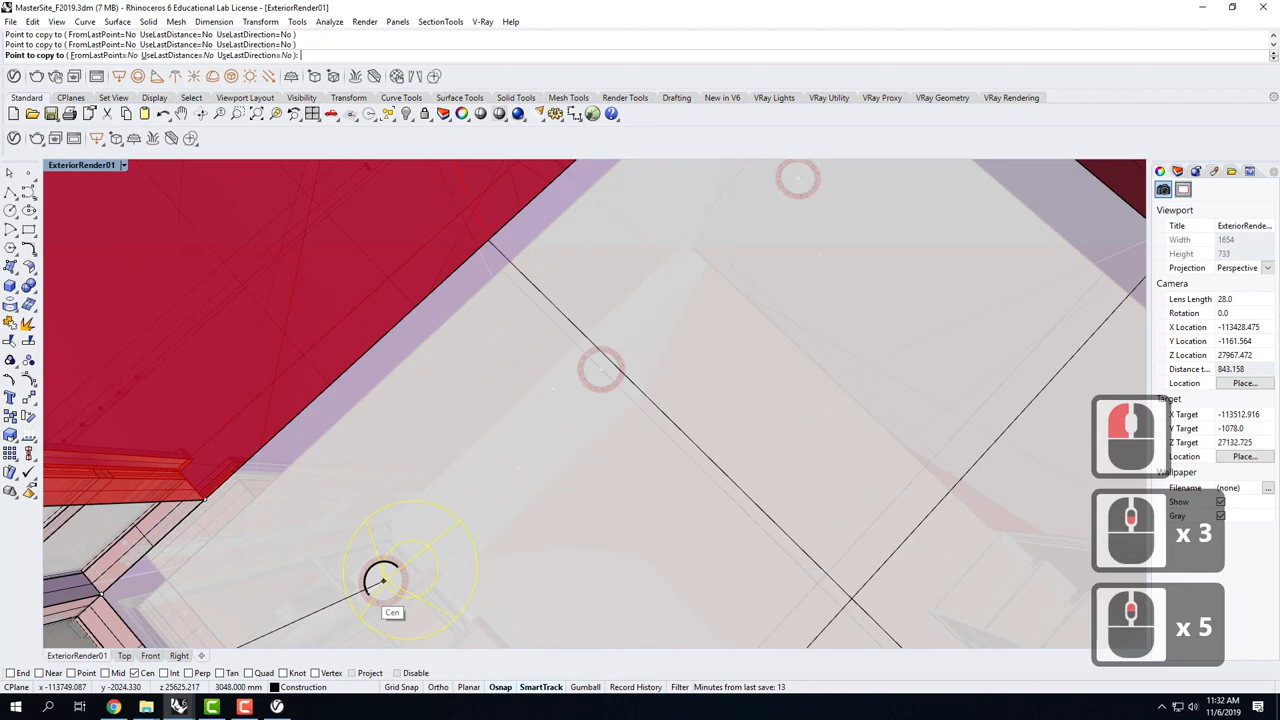 MasterSite_F2019.3dm (7 MB) - Rhinoceros 6 Educational Lab License - [ExteriorRender01]
File Edit View Curve Surface Solid Mesh Dimension Transform Tools Analyze Render Panels SectionTools V-Ray Help
Point to copy to ( FromLastPoint=No UseLastDistance=No UseLastDirection=No )
Point to copy to ( FromLastPoint=No UseLastDistance=No UseLastDirection=No )
Point to copy to ( FromLastPoint=No UseLastDistance=No UseLastDirection=No ):
Standard CPlanes Set View Display Select Viewport Layout Visibility Transform Curve Tools Surface Tools Solid Tools Mesh Tools Render Tools Drafting New in V6 VRay Lights VRay Utility VRay Proxy VRay Geometry VRay Rendering
ExteriorRender01
Viewport
Title ExteriorRende...
Width 1654
Height 733
Projection Perspective
Camera
Lens Length 28.0
Rotation 0.0
X Location -113428.475
Y Location -1161.564
Z Location 27967.472
Distance t... 843.158
Location Place...
Target
X Target -113512.916
Y Target -1078.0
Z Target 27132.725
Location Place...
Wallpaper
Filename (none) ...
Show
Gray
x 3
x 5
Cen
ExteriorRender01 Top Front Right
End Near Point Mid Cen Int Perp Tan Quad Knot Vertex Project Disable
CPlane x -113749.087 y -2024.330 z 25625.217 3048.000 mm Construction Grid Snap Ortho Planar Osnap SmartTrack Gumball Record History Filter Minutes from last save: 13
11:32 AM
11/6/2019